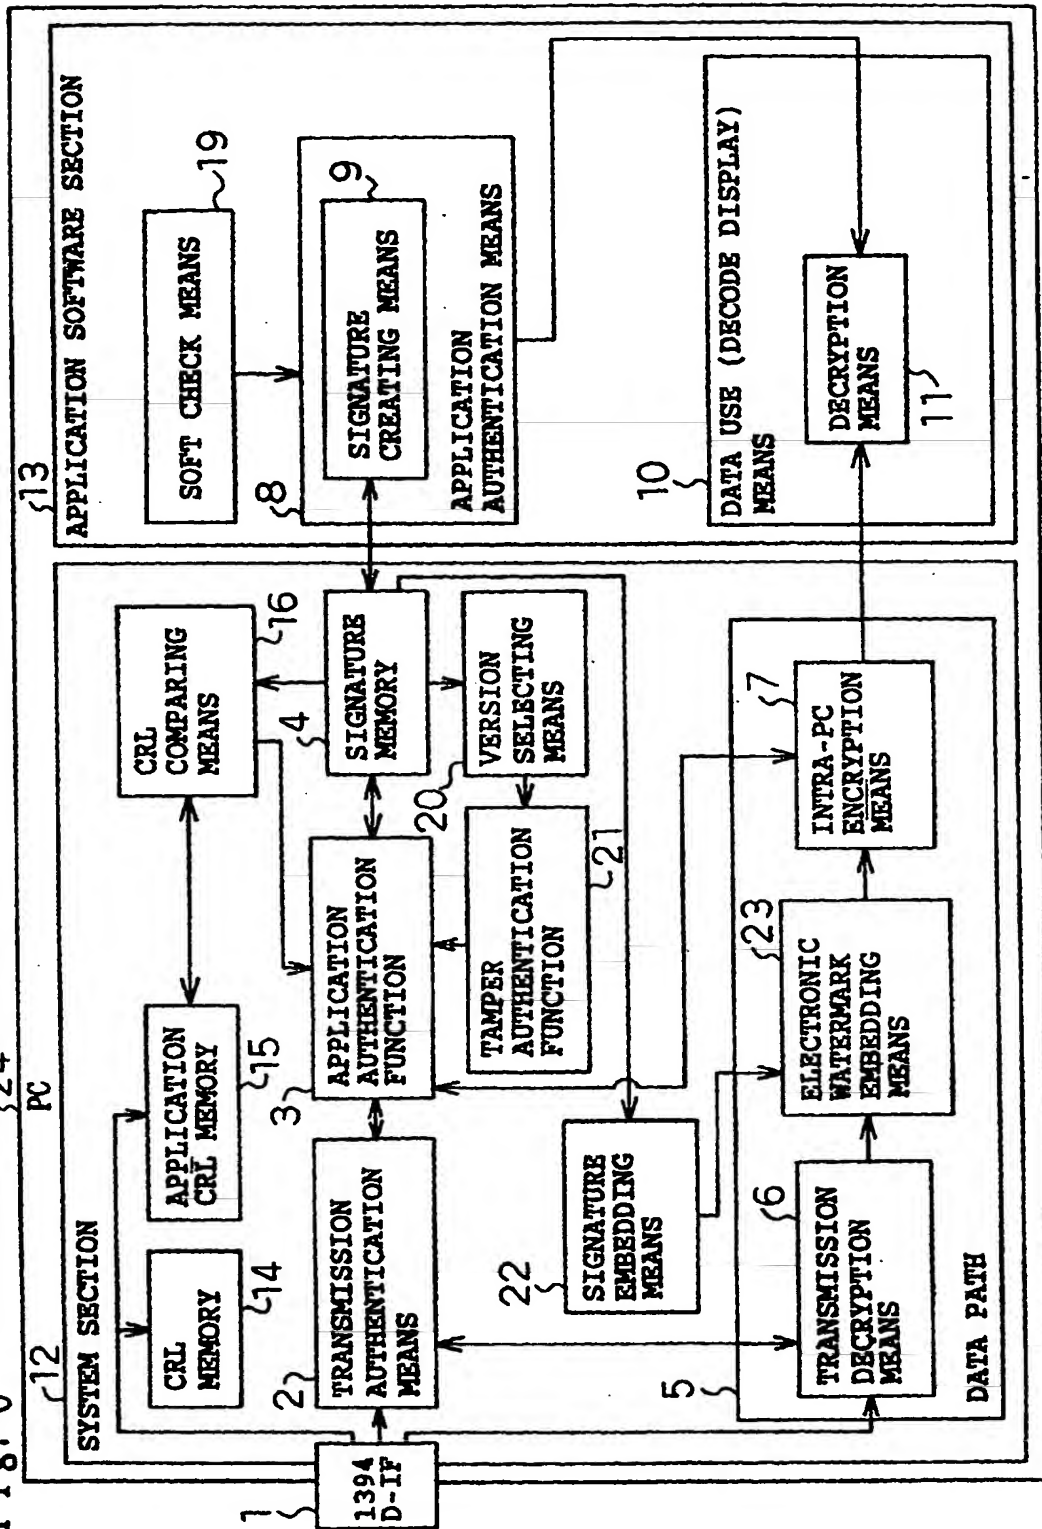 24
PC
12
SYSTEM SECTION
13
APPLICATION SOFTWARE SECTION
1
1394
D-IF
CRL
MEMORY
14
APPLICATION
CRL MEMORY
15
CRL
COMPARING
MEANS
16
SOFT CHECK MEANS
19
2
TRANSMISSION
AUTHENTICATION
MEANS
3
APPLICATION
AUTHENTICATION
FUNCTION
4
SIGNATURE
MEMORY
8
SIGNATURE
CREATING MEANS
9
APPLICATION
AUTHENTICATION MEANS
20
VERSION
SELECTING
MEANS
TAMPER
AUTHENTICATION
FUNCTION
21
22
SIGNATURE
EMBEDDING
MEANS
5
TRANSMISSION
DECRYPTION
MEANS
6
ELECTRONIC
WATERMARK
EMBEDDING
MEANS
23
INTRA-PC
ENCRYPTION
MEANS
7
DATA PATH
10
DATA USE (DECODE DISPLAY)
MEANS
DECRYPTION
MEANS
11